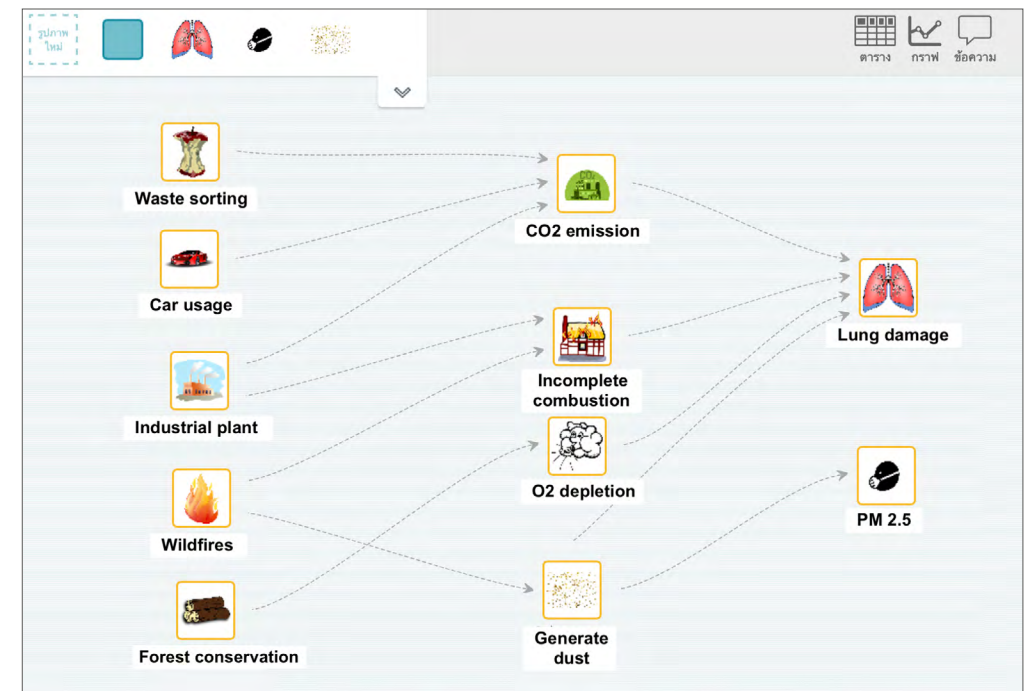 รูปภาพ
ใหม่
ตาราง
กราฟ
ข้อความ
Waste sorting
CO2
CO2 emission
Car usage
Lung damage
Incomplete
combustion
Industrial plant
O2 depletion
PM 2.5
Wildfires
Generate
dust
Forest conservation